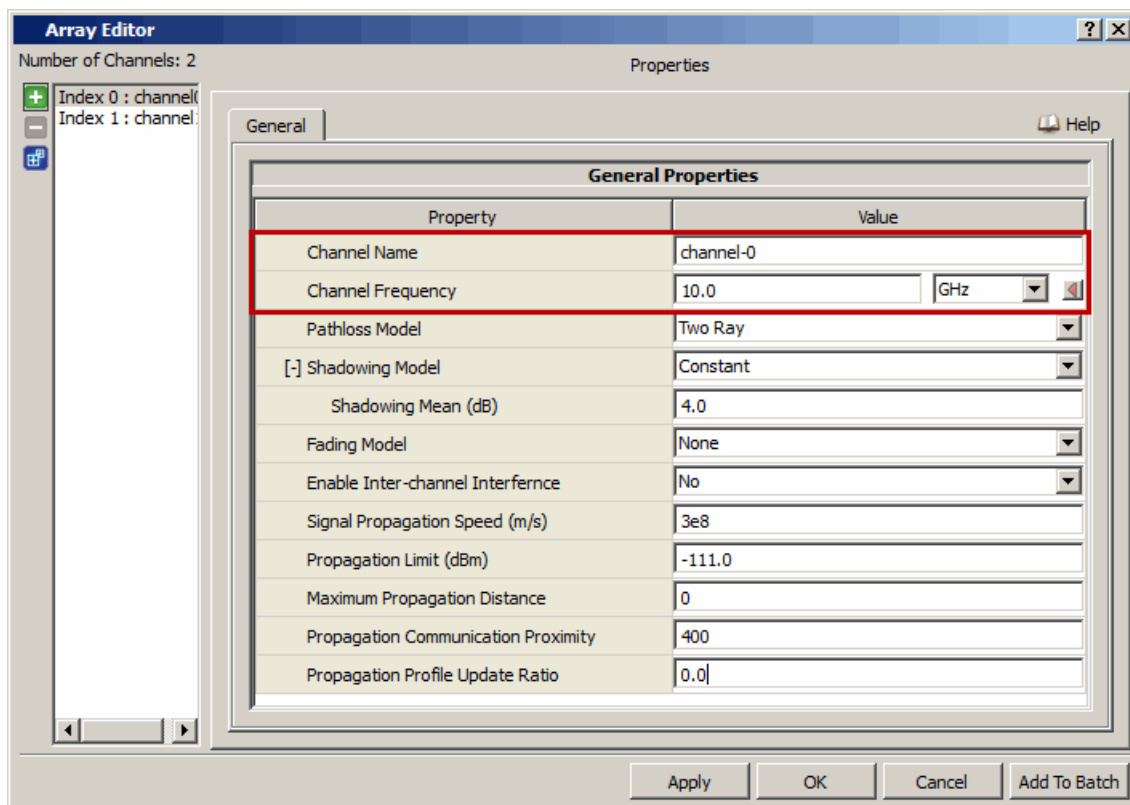 Array Editor
Number of Channels: 2
Properties
Index 0 : channel
Index 1 : channel
General
Help
General Properties
Property Value
Channel Name channel-0
Channel Frequency 10.0 GHz
Pathloss Model Two Ray
[-] Shadowing Model Constant
Shadowing Mean (dB) 4.0
Fading Model None
Enable Inter-channel Interfernce No
Signal Propagation Speed (m/s) 3e8
Propagation Limit (dBm) -111.0
Maximum Propagation Distance 0
Propagation Communication Proximity 400
Propagation Profile Update Ratio 0.0
Apply OK Cancel Add To Batch